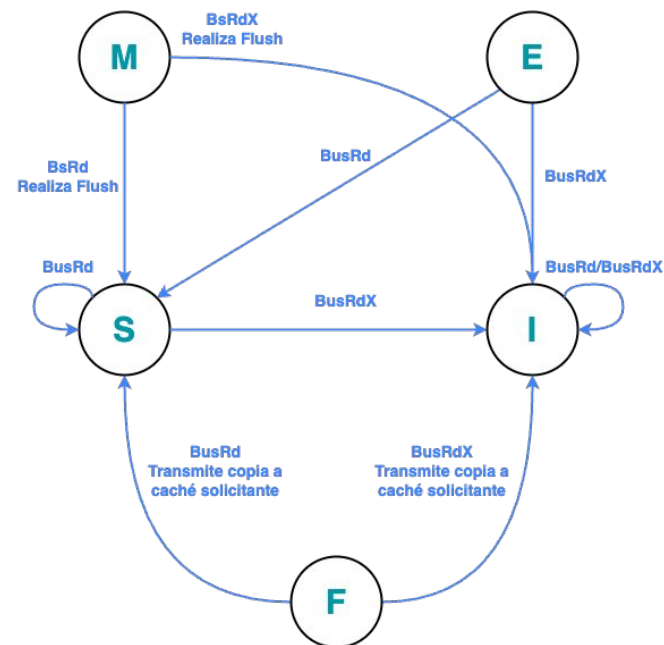 BsRdX
Realiza Flush
M
E
BusRd
BsRd
Realiza Flush
BusRdX
BusRd
BusRd/BusRdX
S
BusRdX
I
BusRd
Transmite copia a
caché solicitante
BusRdX
Transmite copia a
caché solicitante
F